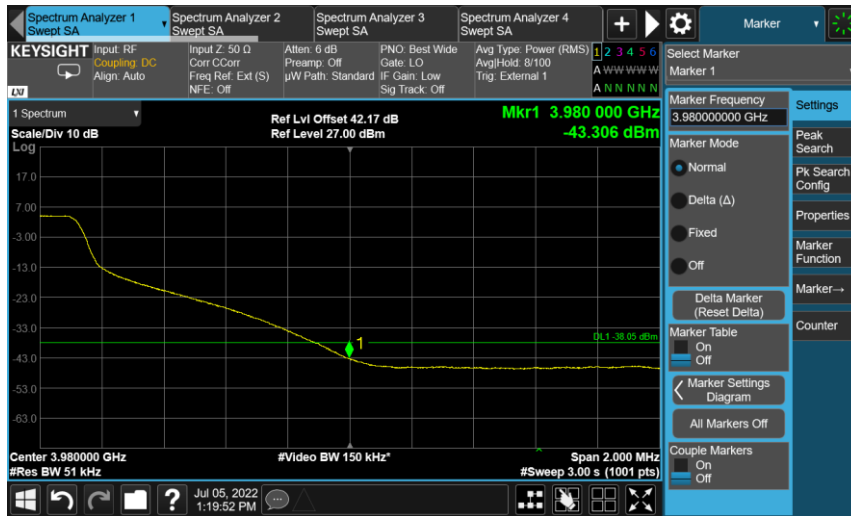 Spectrum Analyzer 1
Swept SA
Spectrum Analyzer 2
Swept SA
Spectrum Analyzer 3
Swept SA
Spectrum Analyzer 4
Swept SA
Marker
KEYSIGHT
LXI
Input: RF
Coupling: DC
Align: Auto
Input Z: 50 Ω
Corr CCorr
Freq Ref: Ext (S)
NFE: Off
Atten: 6 dB
Preamp: Off
µW Path: Standard
PNO: Best Wide
Gate: LO
IF Gain: Low
Sig Track: Off
Avg Type: Power (RMS)
Avg|Hold: 8/100
Trig: External 1
1 2 3 4 5 6
A W W W W W
A N N N N N
1 Spectrum
Scale/Div 10 dB
Ref Lvl Offset 42.17 dB
Ref Level 27.00 dBm
Mkr1 3.980 000 GHz
-43.306 dBm
Log
17.0
7.00
-3.00
-13.0
-23.0
-33.0
-43.0
-53.0
-63.0
1
DL1 -38.05 dBm
Center 3.980000 GHz
#Res BW 51 kHz
#Video BW 150 kHz*
Span 2.000 MHz
#Sweep 3.00 s (1001 pts)
Select Marker
Marker 1
Marker Frequency
3.980000000 GHz
Marker Mode
Normal
Delta (Δ)
Fixed
Off
Delta Marker
(Reset Delta)
Marker Table
On
Off
Marker Settings
Diagram
All Markers Off
Couple Markers
On
Off
Settings
Peak
Search
Pk Search
Config
Properties
Marker
Function
Marker→
Counter
?
Jul 05, 2022
1:19:52 PM